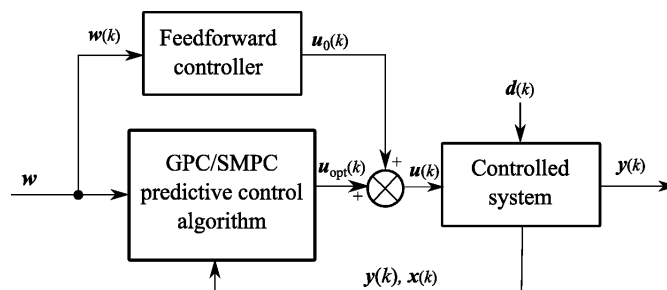 w(k)
Feedforward
controller
u₀(k)
d(k)
w
GPC/SMPC
predictive control
algorithm
uopt(k)
+
+
u(k)
Controlled
system
y(k)
y(k), x(k)